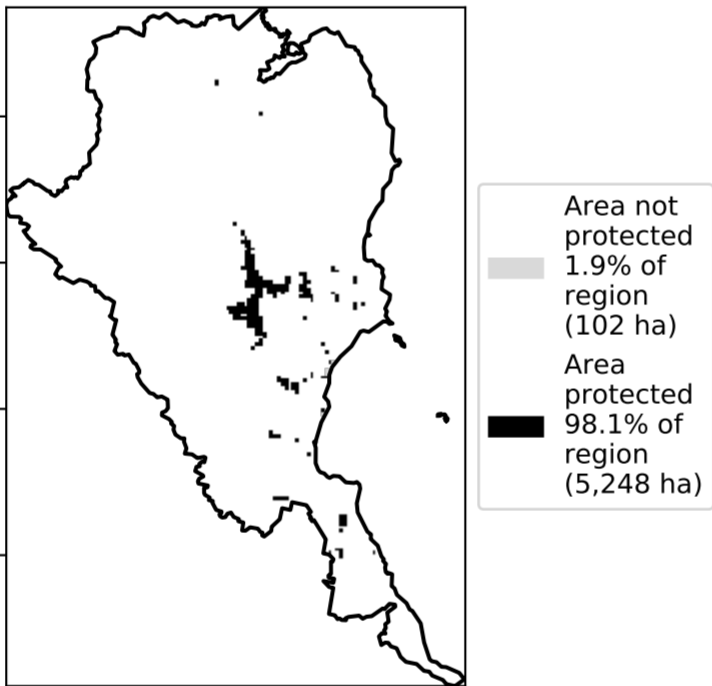 Area not
protected
1.9% of
region
(102 ha)
Area
protected
98.1% of
region
(5,248 ha)